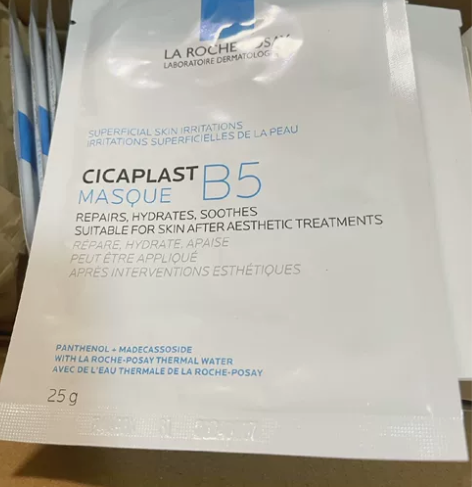 LA ROCHE POSAY
LABORATOIRE DERMATOLOG
SUPERFICIAL SKIN IRRITATIONS
IRRITATIONS SUPERFICIELLES DE LA PEAU
CICAPLAST B5
MASQUE
REPAIRS, HYDRATES, SOOTHES
SUITABLE FOR SKIN AFTER AESTHETIC TREATMENTS
RÉPARE, HYDRATE, APAISE
PEUT ÊTRE APPLIQUÉ
APRÈS INTERVENTIONS ESTHÉTIQUES
PANTHENOL + MADECASSOSIDE
WITH LA ROCHE-POSAY THERMAL WATER
AVEC DE L'EAU THERMALE DE LA ROCHE-POSAY
25 g